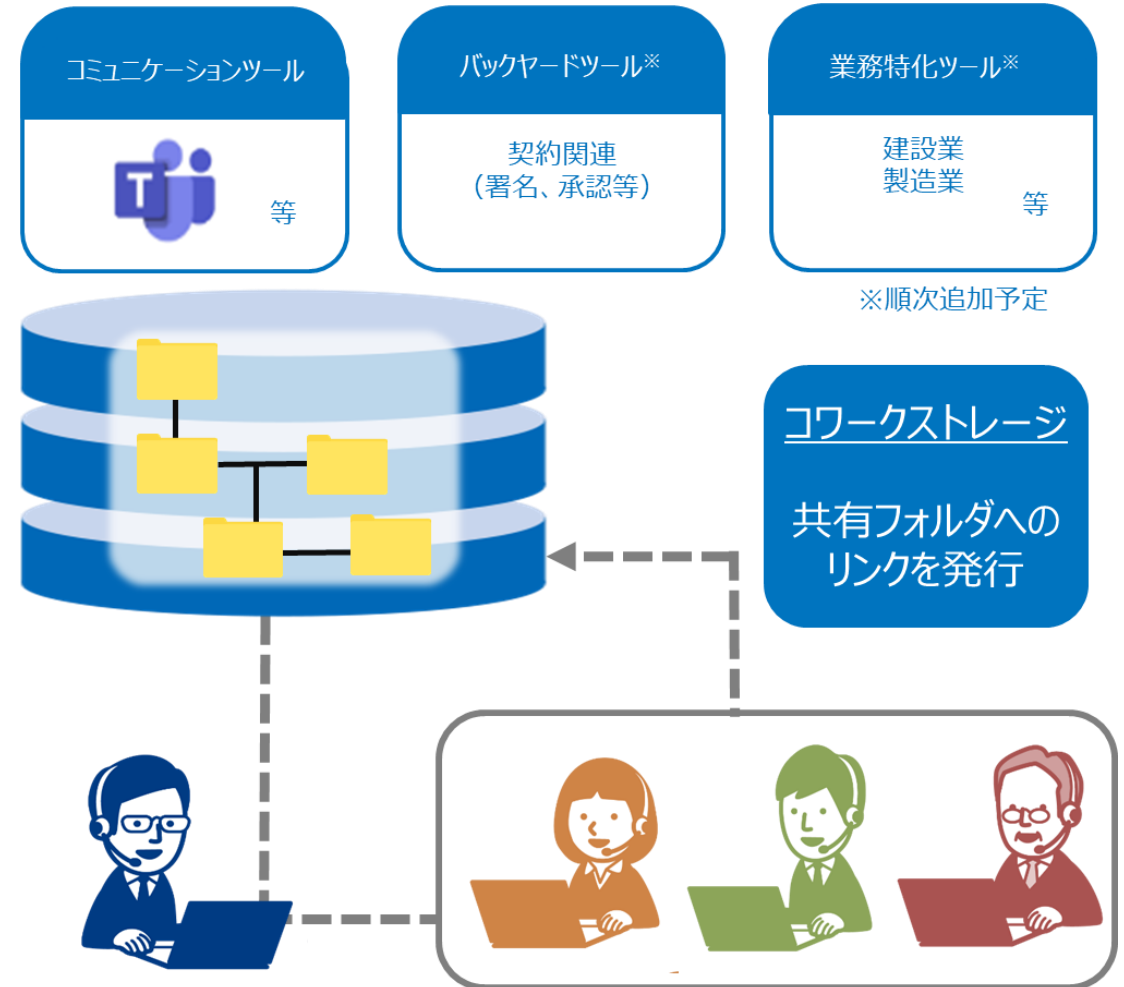 コミュニケーションツール
T
等
バックヤードツール※
契約関連
(署名、承認等)
業務特化ツール※
建設業
製造業
等
※順次追加予定
コワークストレージ
共有フォルダへの
リンクを発行